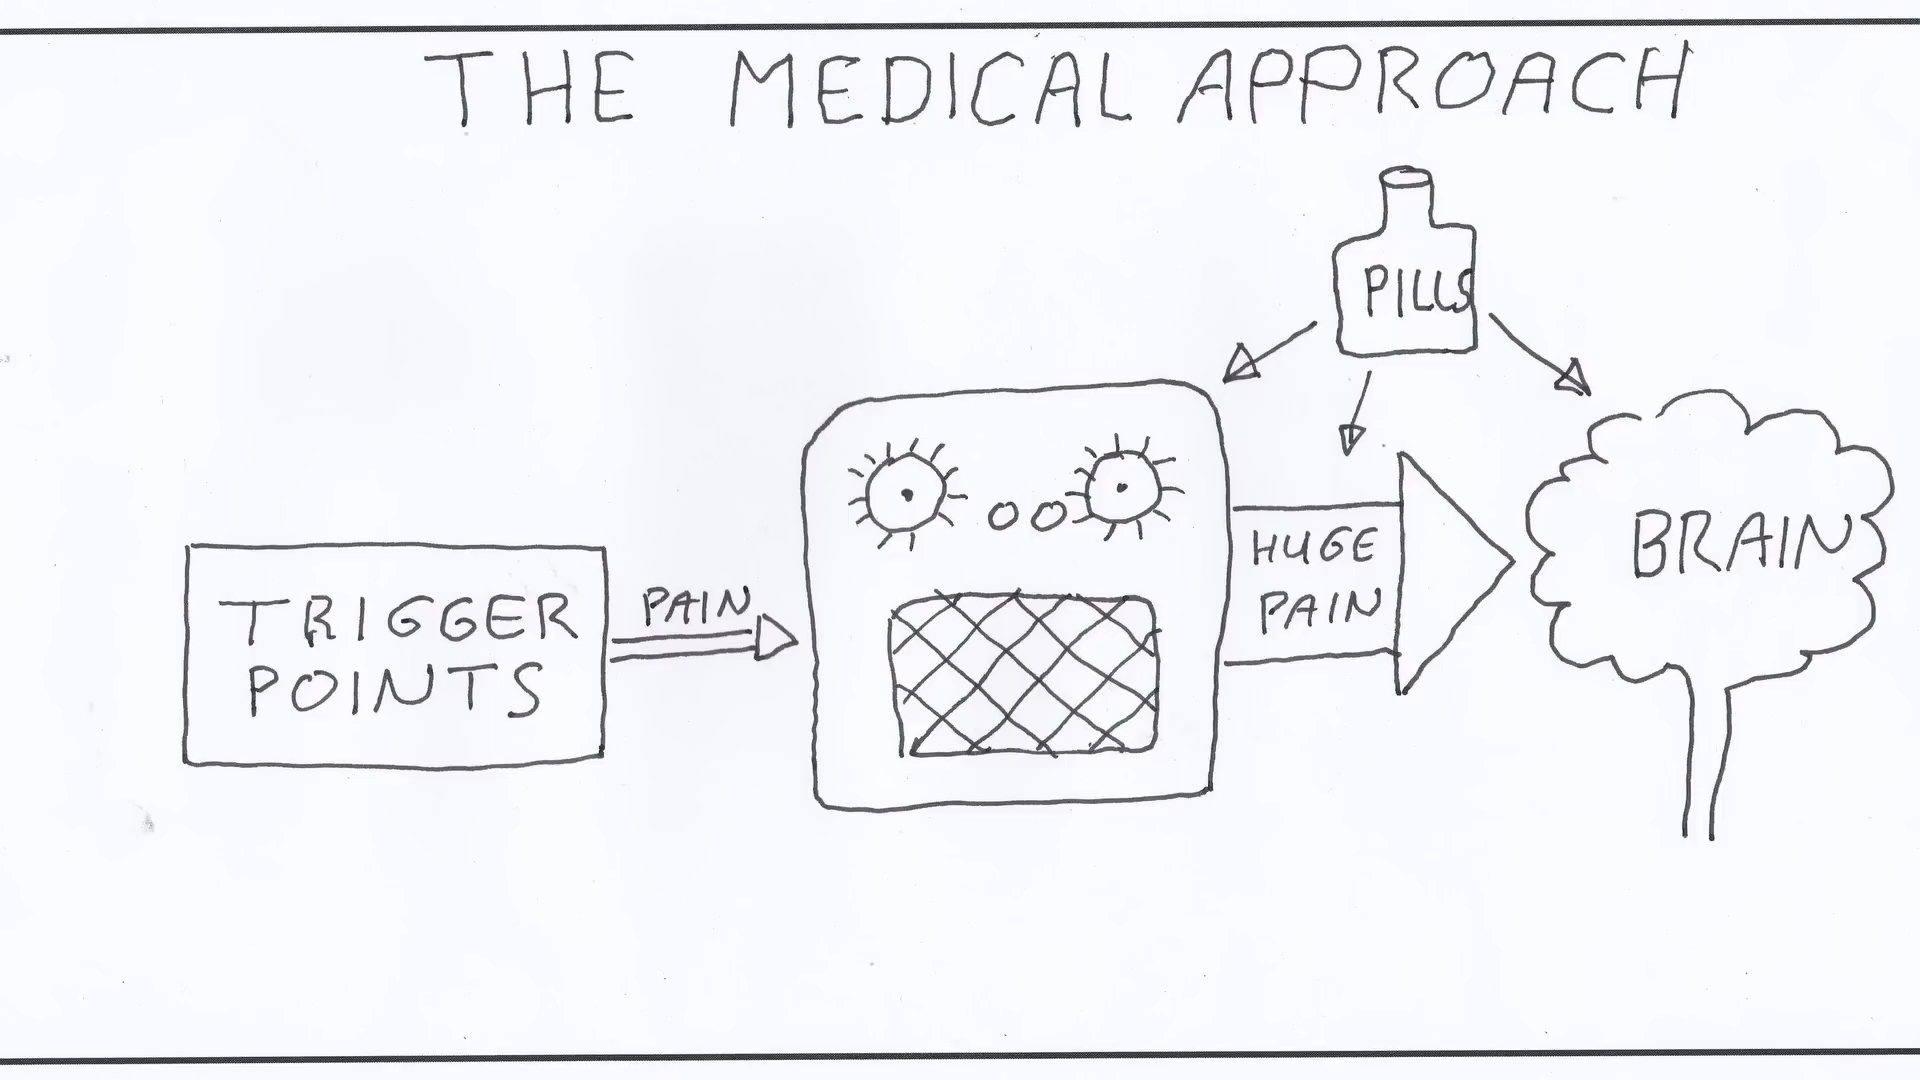 THE MEDICAL APPROACH
PILLS
TRIGGER
POINTS
PAIN
HUGE
PAIN
BRAIN